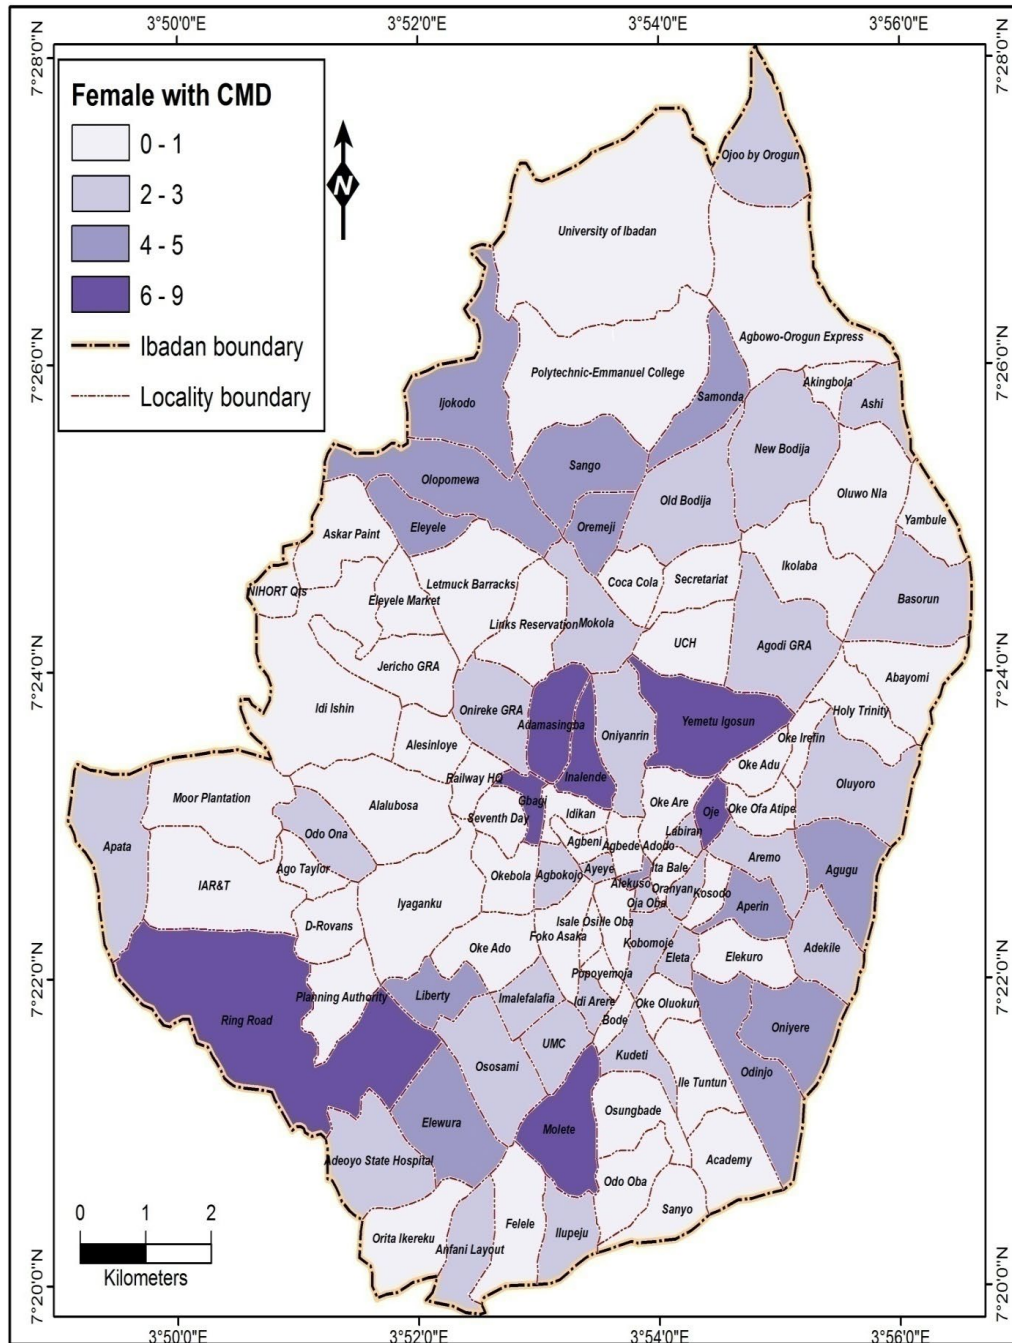 3°50'0"E
3°52'0"E
3°54'0"E
3°56'0"E
7°28'0"N
7°28'0"N
Female with CMD
0 - 1
2 - 3
4 - 5
6 - 9
Ibadan boundary
Locality boundary
N
Ojoo by Orogun
University of Ibadan
Agbowo-Orogun Express
7°26'0"N
7°26'0"N
Polytechnic-Emmanuel College
Akingbola
Samonda
Ijokodo
Ashi
New Bodija
Sango
Olopomewa
Oluwo Nla
Old Bodija
Eleyele
Oremeji
Askar Paint
Yambule
Ikolaba
Letmuck Barracks
Coca Cola
Secretariat
NIHORT Qts
Eleyele Market
Basorun
Links Reservation
Mokola
UCH
Agodi GRA
Jericho GRA
7°24'0"N
7°24'0"N
Abayomi
Idi Ishin
Onireke GRA
Holy Trinity
Adamasingba
Yemetu Igosun
Oniyanrin
Oke Irefin
Alesinloye
Oke Adu
Railway HQ
Inalende
Oluyoro
Moor Plantation
Gbagi
Alalubosa
Oke Are
Oje
Oke Ofa Atipe
Seventh Day
Idikan
Odo Ona
Labiran
Apata
Agbeni
Agbede Adodo
Aremo
Ago Taylor
Ayeye
Ita Bale
Agugu
Okebola
Agbokojo
Alekuso
IAR&T
Oranyan
Kosodo
Iyaganku
Oja Oba
Aperin
D-Rovans
Isale Osille Oba
Foko Asaka
Oke Ado
Kobomoje
Adekile
Eleta
Elekuro
Popoyemoja
7°22'0"N
7°22'0"N
Planning Authority
Liberty
Imalefalafia
Idi Arere
Oke Oluokun
Ring Road
Bode
Oniyere
UMC
Kudeti
Ososami
Odinjo
Ile Tuntun
Osungbade
Elewura
Molete
Adeoyo State Hospital
Academy
Odo Oba
Sanyo
0 1 2
Kilometers
Felele
Orita Ikereku
Ilupeju
Anfani Layout
7°20'0"N
7°20'0"N
3°50'0"E
3°52'0"E
3°54'0"E
3°56'0"E